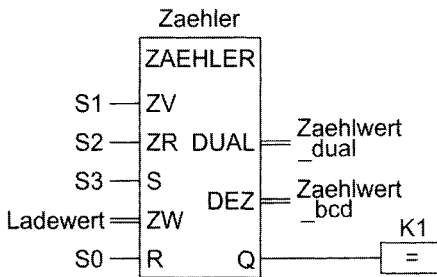 Zaehler
ZAEHLER
S1 ZV
S2 ZR DUAL Zaehlwert
_dual
S3 S
DEZ Zaehlwert
_bcd
Ladewert ZW
K1
S0 R Q =